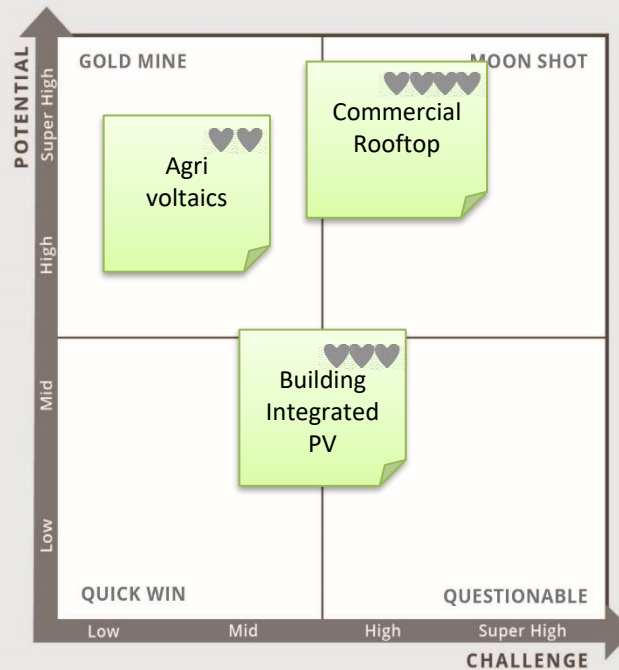 POTENTIAL
Super High
High
Mid
Low
GOLD MINE
MOON SHOT
Agri
voltaics
Commercial
Rooftop
Building
Integrated
PV
QUICK WIN
QUESTIONABLE
Low
Mid
High
Super High
CHALLENGE